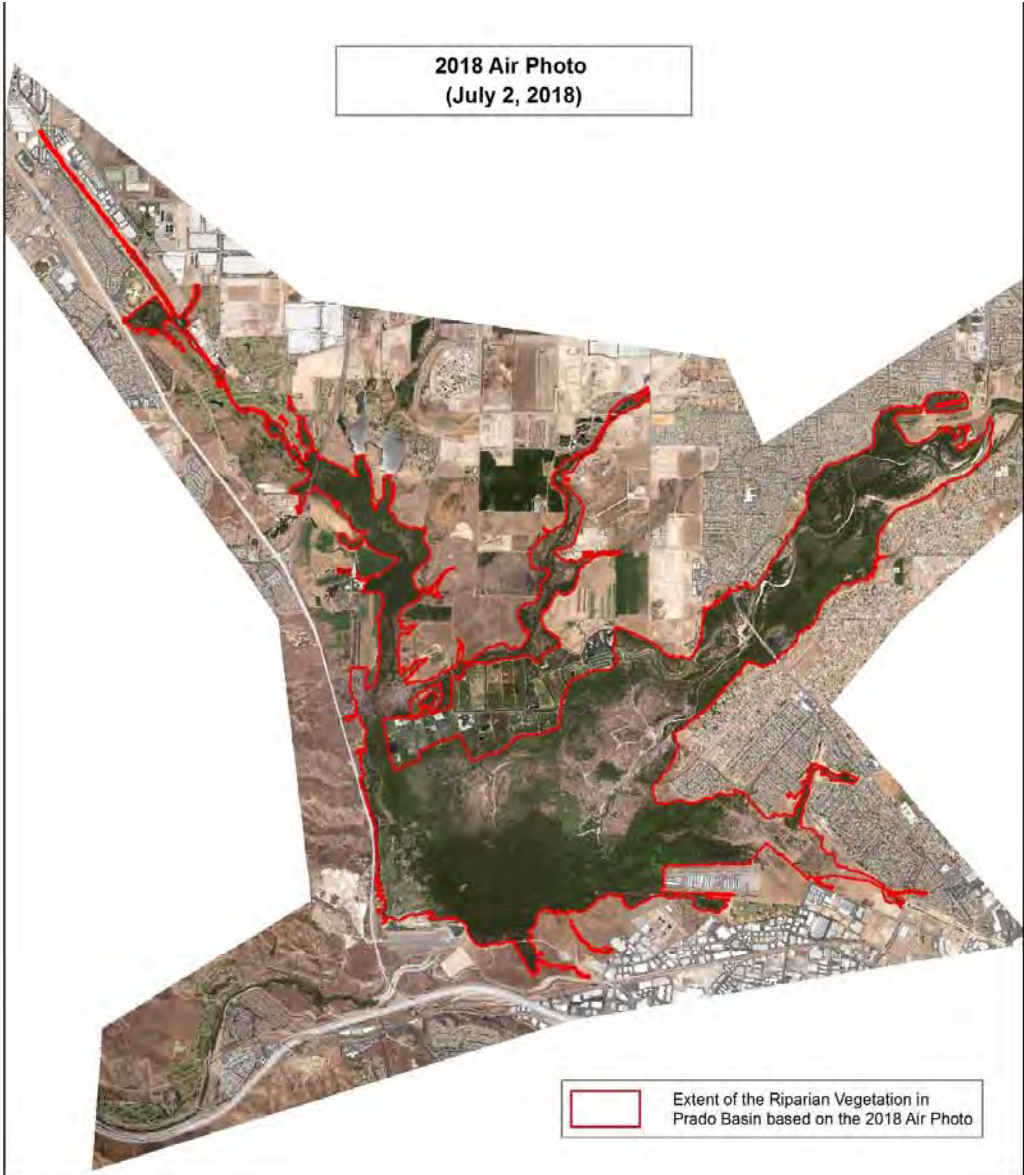 2018 Air Photo
(July 2, 2018)
Extent of the Riparian Vegetation in
Prado Basin based on the 2018 Air Photo